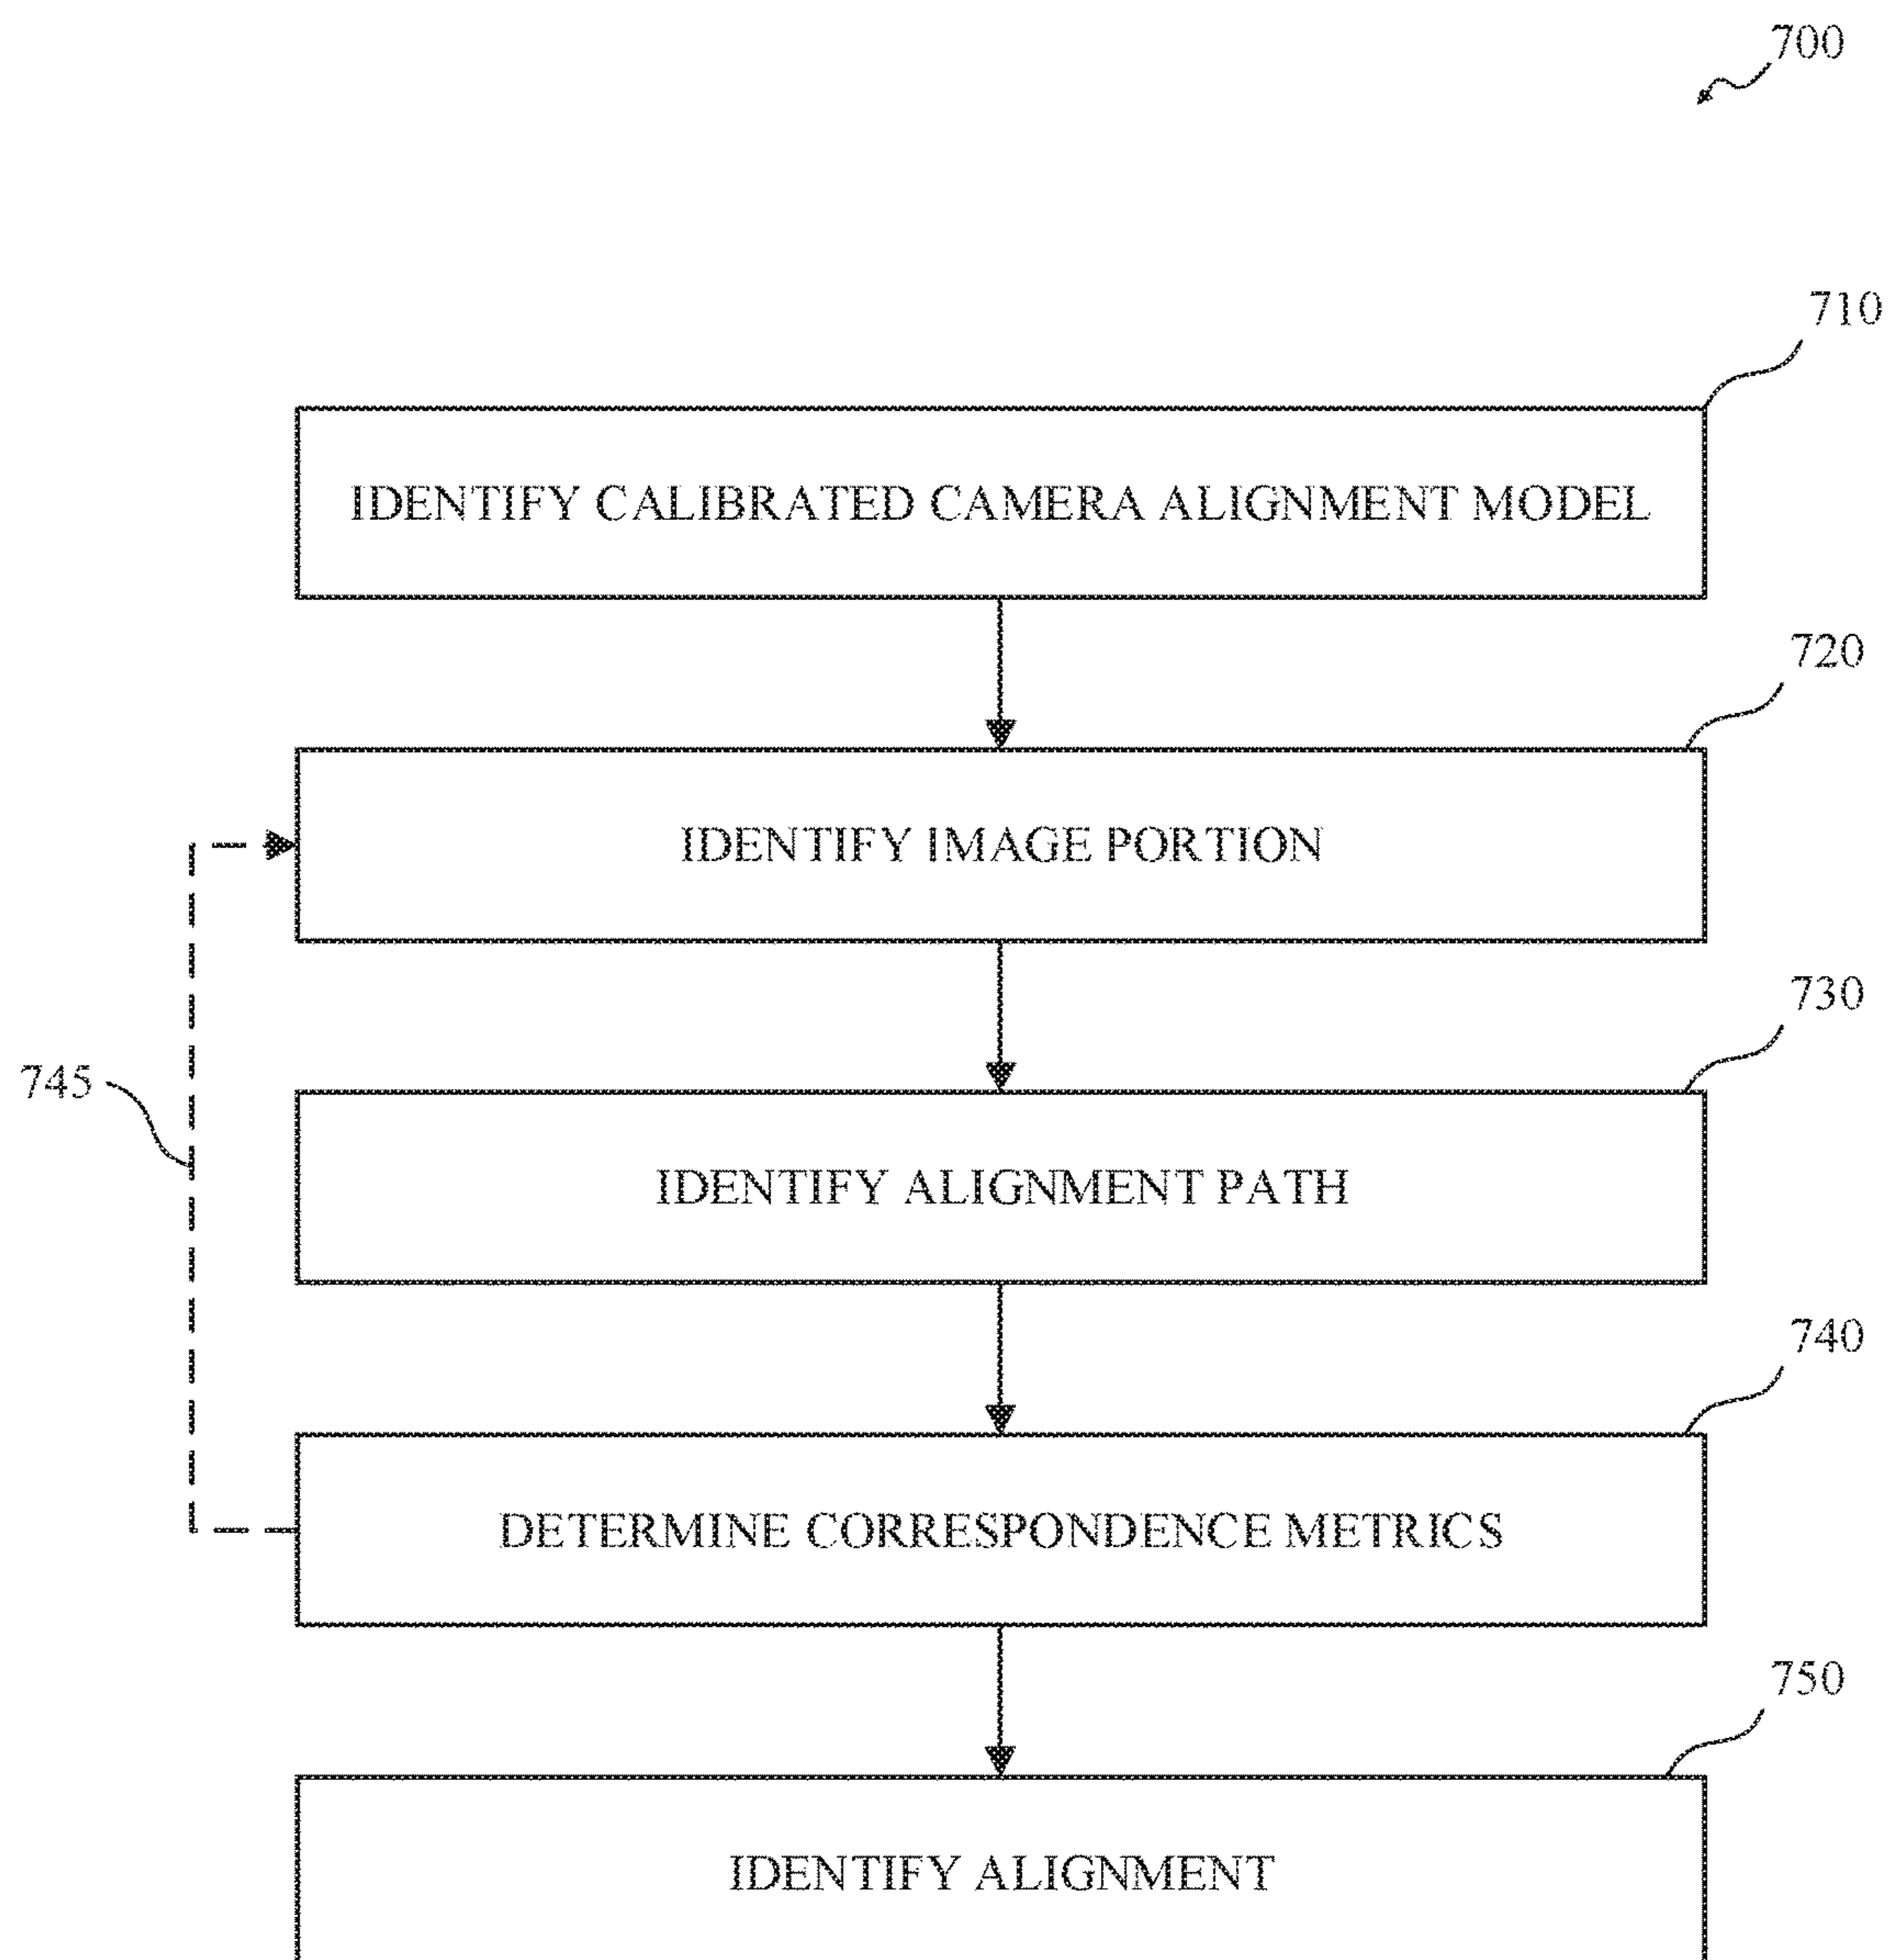 700
710
IDENTIFY CALIBRATED CAMERA ALIGNMENT MODEL
720
IDENTIFY IMAGE PORTION
730
745
IDENTIFY ALIGNMENT PATH
740
DETERMINE CORRESPONDENCE METRICS
750
IDENTIFY ALIGNMENT